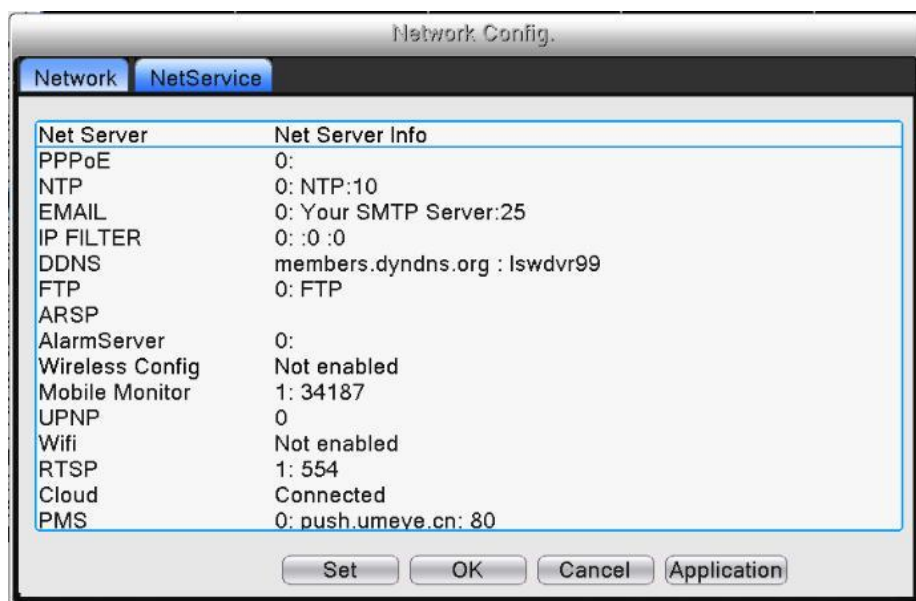 Network Config.
Network NetService
Net Server Net Server Info
PPPoE 0:
NTP 0: NTP:10
EMAIL 0: Your SMTP Server:25
IP FILTER 0: :0 :0
DDNS members.dyndns.org : lswdvr99
FTP 0: FTP
ARSP
AlarmServer 0:
Wireless Config Not enabled
Mobile Monitor 1: 34187
UPNP 0
Wifi Not enabled
RTSP 1: 554
Cloud Connected
PMS 0: push.umeye.cn: 80
Set OK Cancel Application